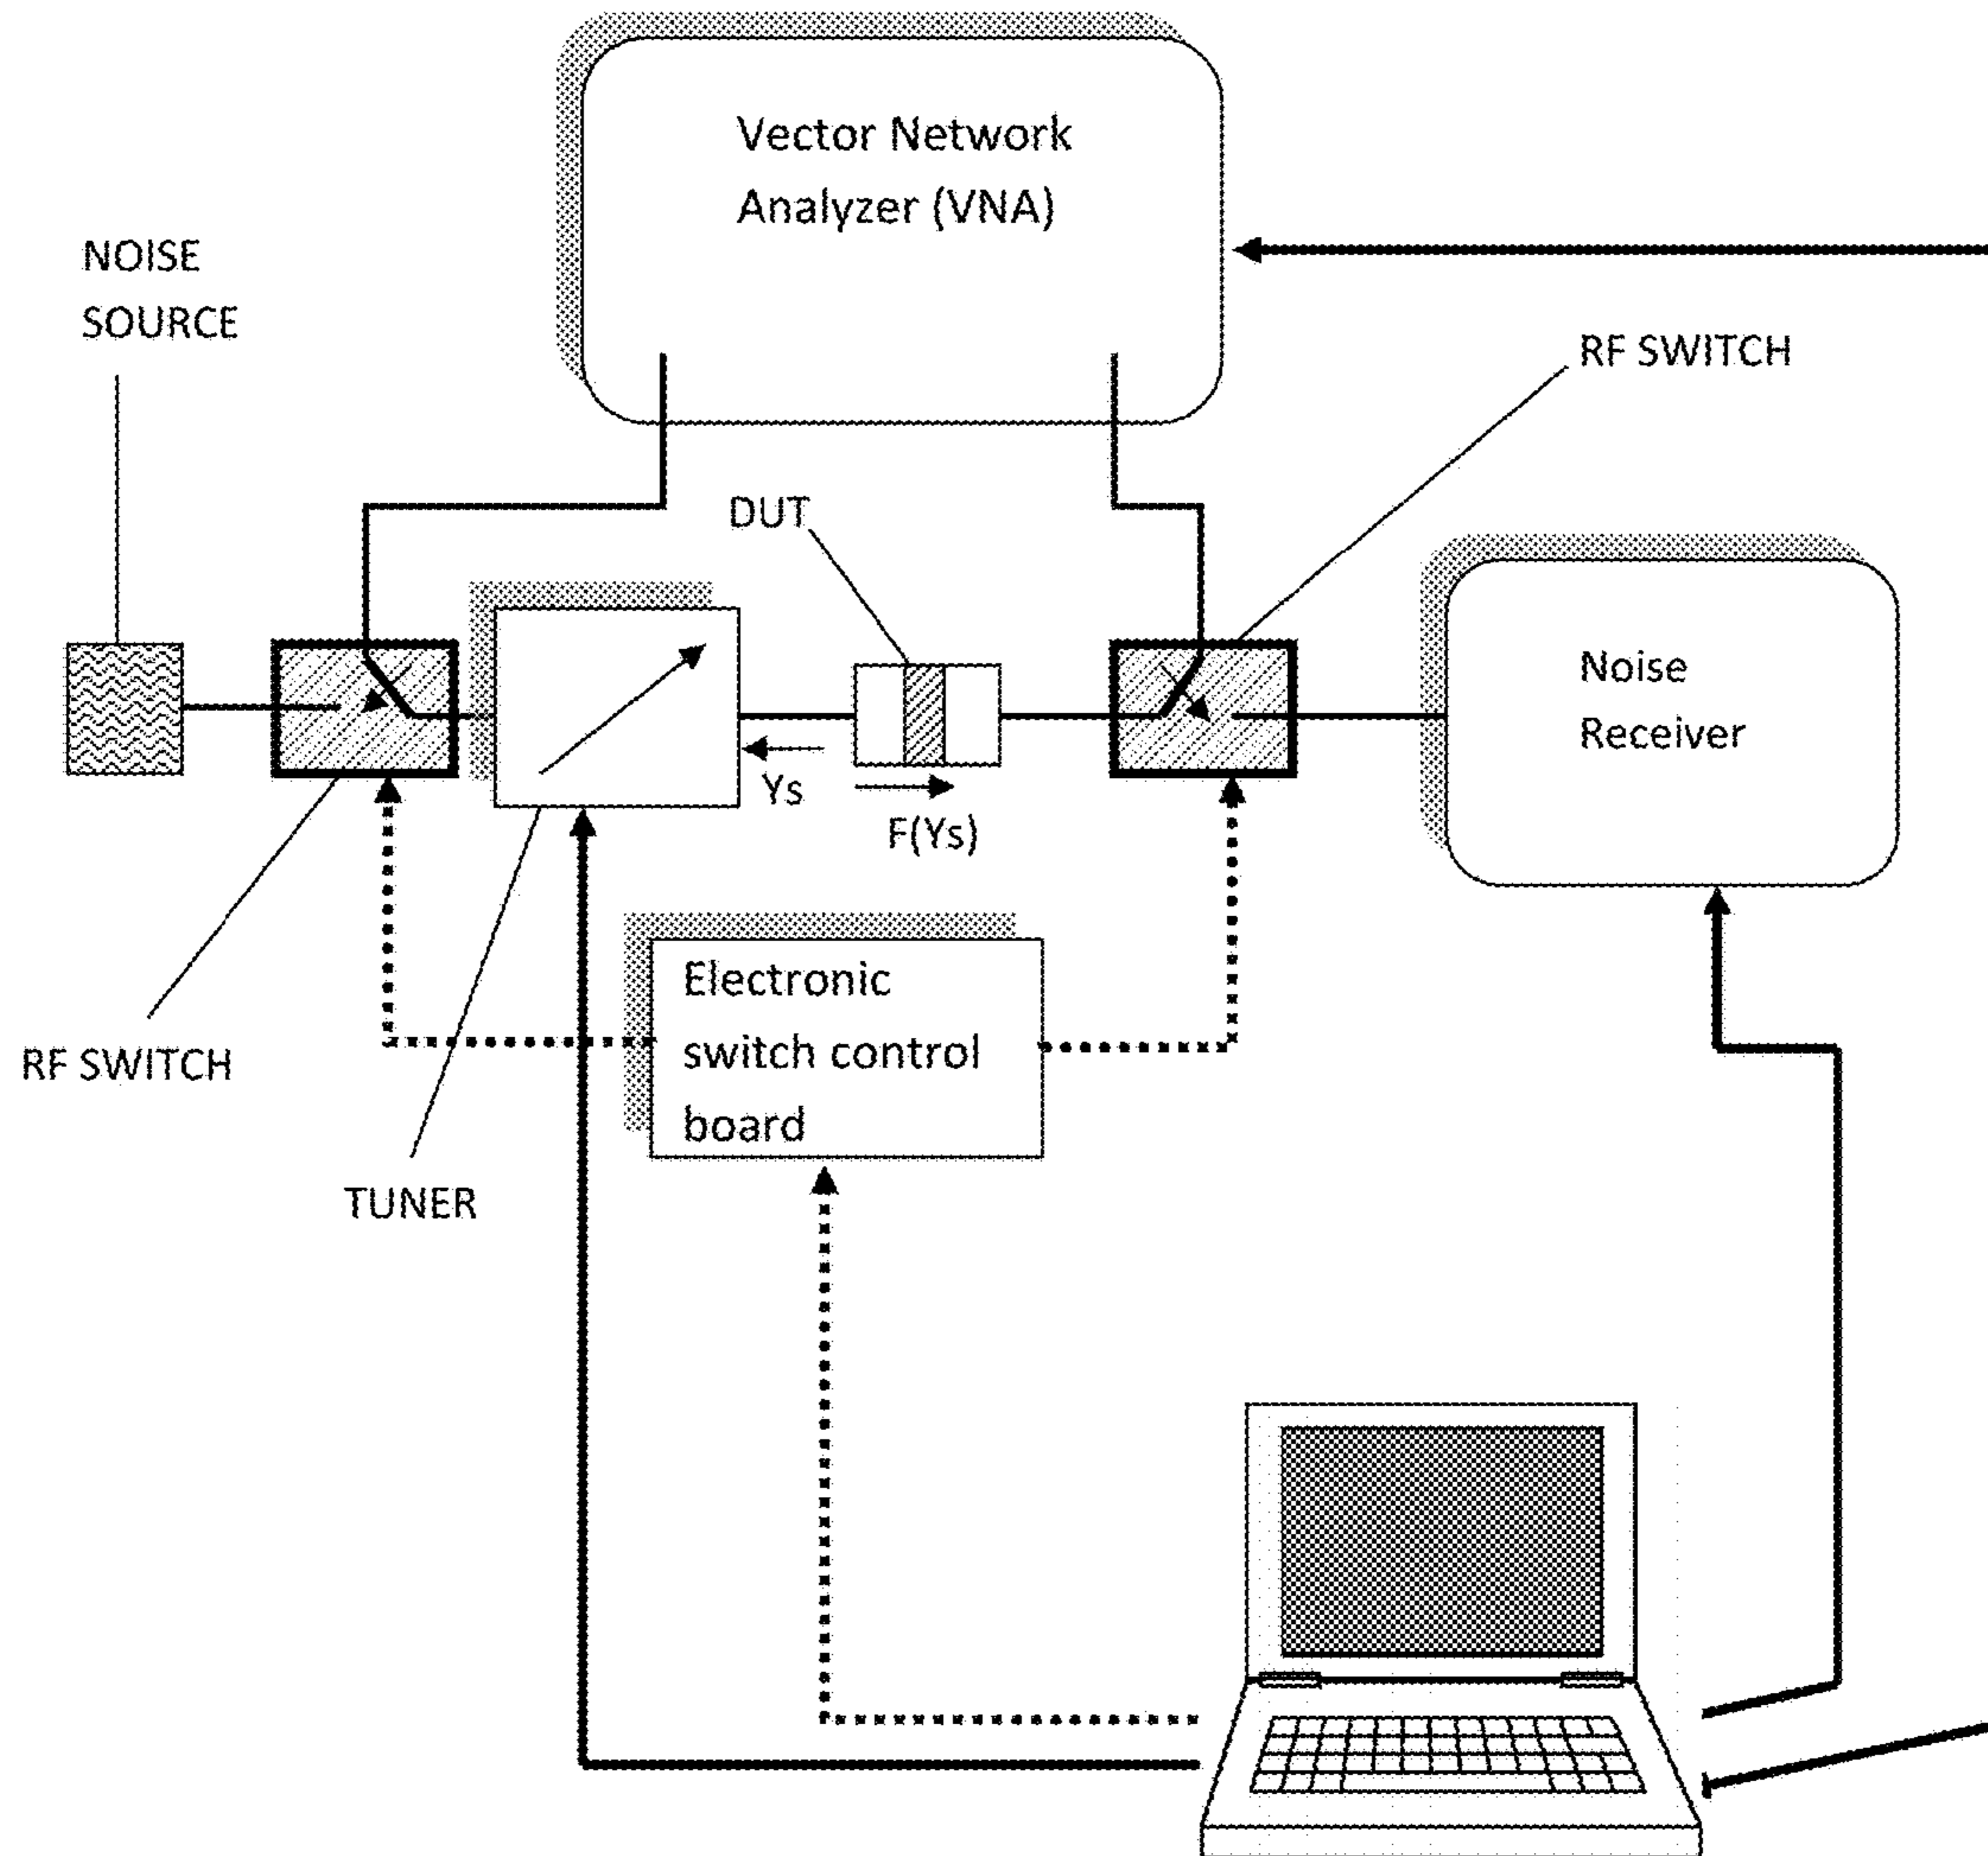 Vector Network
Analyzer (VNA)
NOISE
SOURCE
RF SWITCH
DUT
Noise
Receiver
Ys
F(Ys)
Electronic
switch control
board
RF SWITCH
TUNER